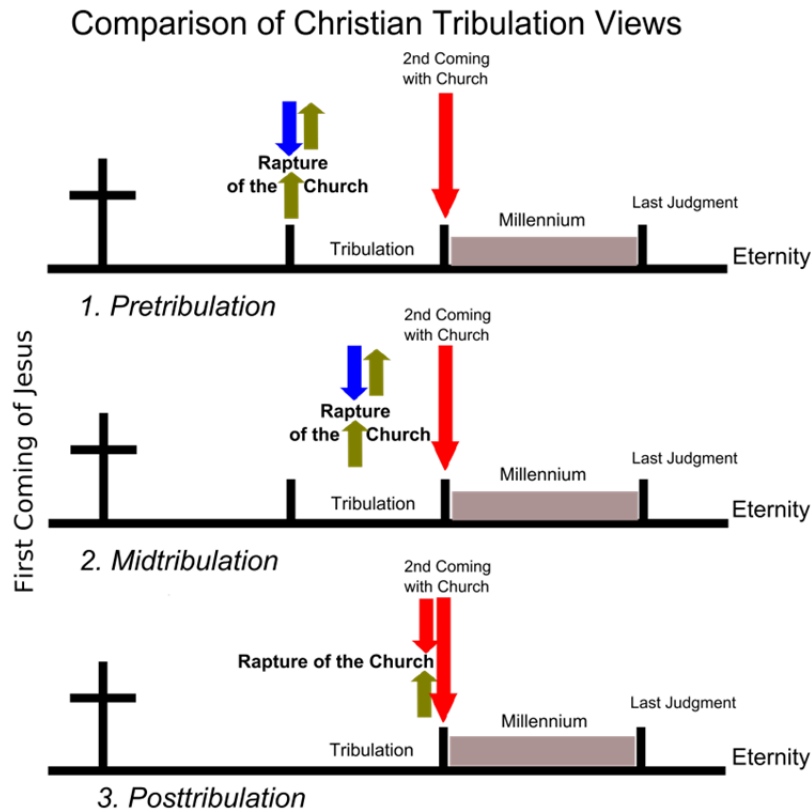 Comparison of Christian Tribulation Views
2nd Coming
with Church
Rapture
of the Church
Last Judgment
Millennium
Tribulation
Eternity
1. Pretribulation
First Coming of Jesus
2nd Coming
with Church
Rapture
of the Church
Last Judgment
Millennium
Tribulation
Eternity
2. Midtribulation
2nd Coming
with Church
Rapture of the Church
Last Judgment
Millennium
Tribulation
Eternity
3. Posttribulation